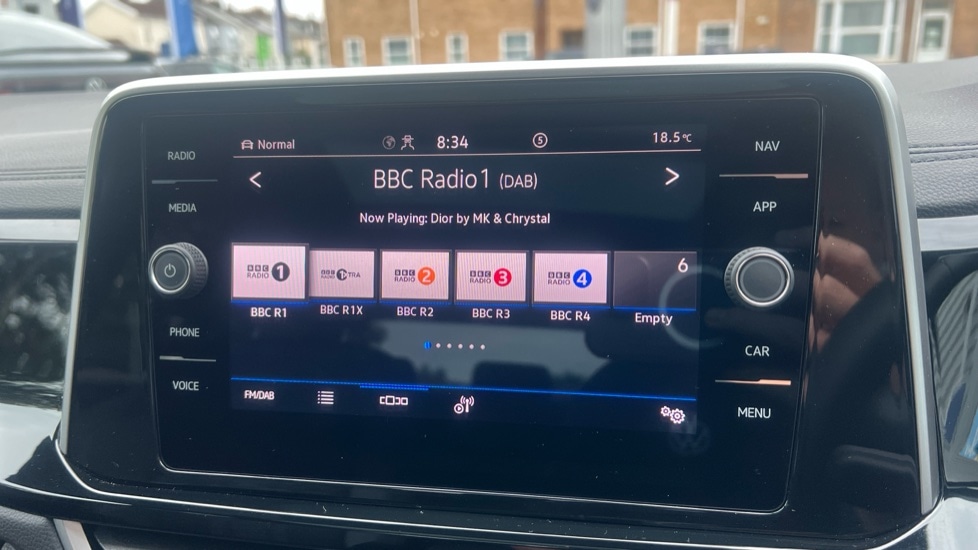 RADIO
MEDIA
PHONE
VOICE
Normal 8:34 5 18.5°C
< BBC Radio1 (DAB) >
Now Playing: Dior by MK & Chrystal
BBC RADIO 1
BBC RADIO 1XTRA
BBC RADIO 2
BBC RADIO 3
BBC RADIO 4
6
BBC R1 BBC R1X BBC R2 BBC R3 BBC R4 Empty
FM/DAB
NAV
APP
CAR
MENU